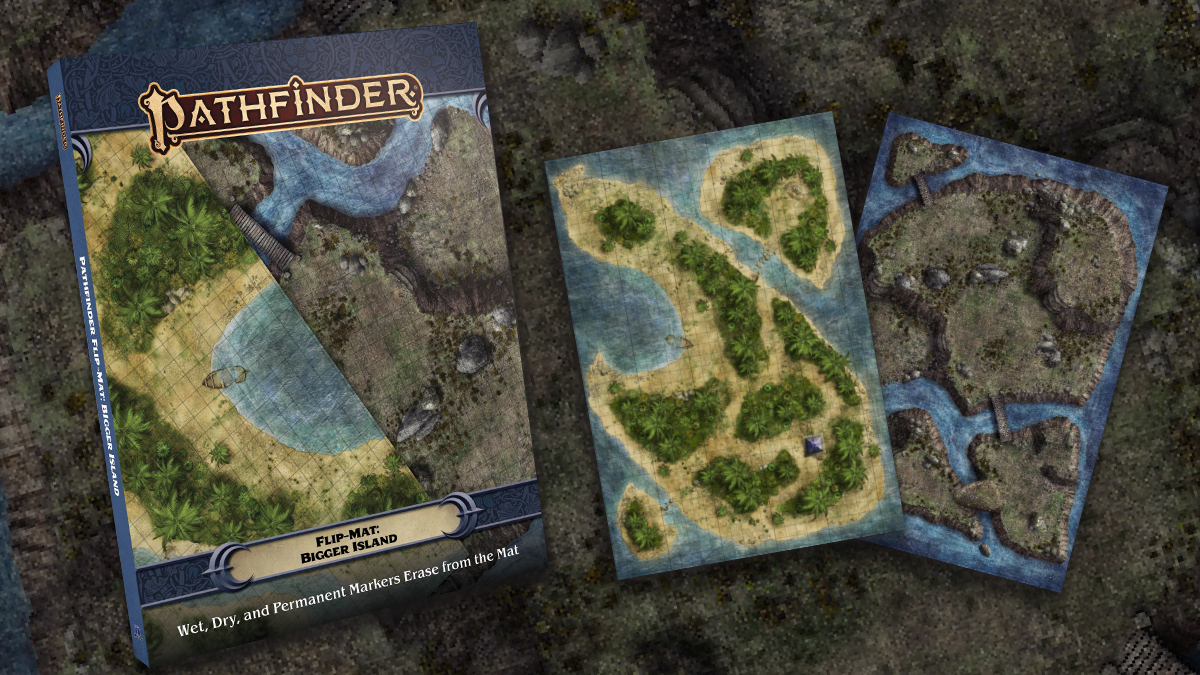 PATHFINDER
PATHFINDER
PATHFINDER FLIP-MAT: BIGGER ISLAND
FLIP-MAT:
BIGGER ISLAND
Wet, Dry, and Permanent Markers Erase from the Mat